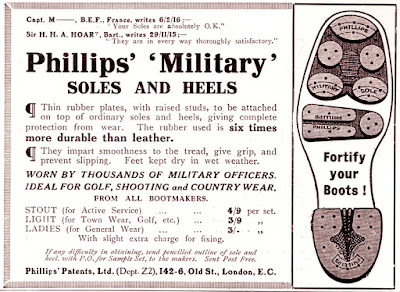 Capt. M——, B.E.F., France, writes 6/2/16 :—
"Your Soles are absolutely O.K."
Sir H. H. A. HOARE, Bart., writes 29/11/15 :—
"They are in every way thoroughly satisfactory."
Phillips' 'Military'
SOLES AND HEELS
¶ Thin rubber plates, with raised studs, to be attached
on top of ordinary soles and heels, giving complete
protection from wear. The rubber used is six times
more durable than leather.
¶ They impart smoothness to the tread, give grip, and
prevent slipping. Feet kept dry in wet weather.
WORN BY THOUSANDS OF MILITARY OFFICERS.
IDEAL FOR GOLF, SHOOTING and COUNTRY WEAR.
FROM ALL BOOTMAKERS.
STOUT (for Active Service) ... ... 4/9 per set.
LIGHT (for Town Wear, Golf, etc.) ... 3/9 „
LADIES (for General Wear) ... ... 3/- „
With slight extra charge for fixing.
If any difficulty in obtaining, send pencilled outline of sole and
heel, with P.O., for Sample Set, to the makers. Sent Post Free.
Phillips' Patents, Ltd. (Dept. Z2), 142-6, Old St., London, E.C.
PHILLIPS
MILITARY
SOLE
MILITARY
PHILLIPS
Fortify
your
Boots !